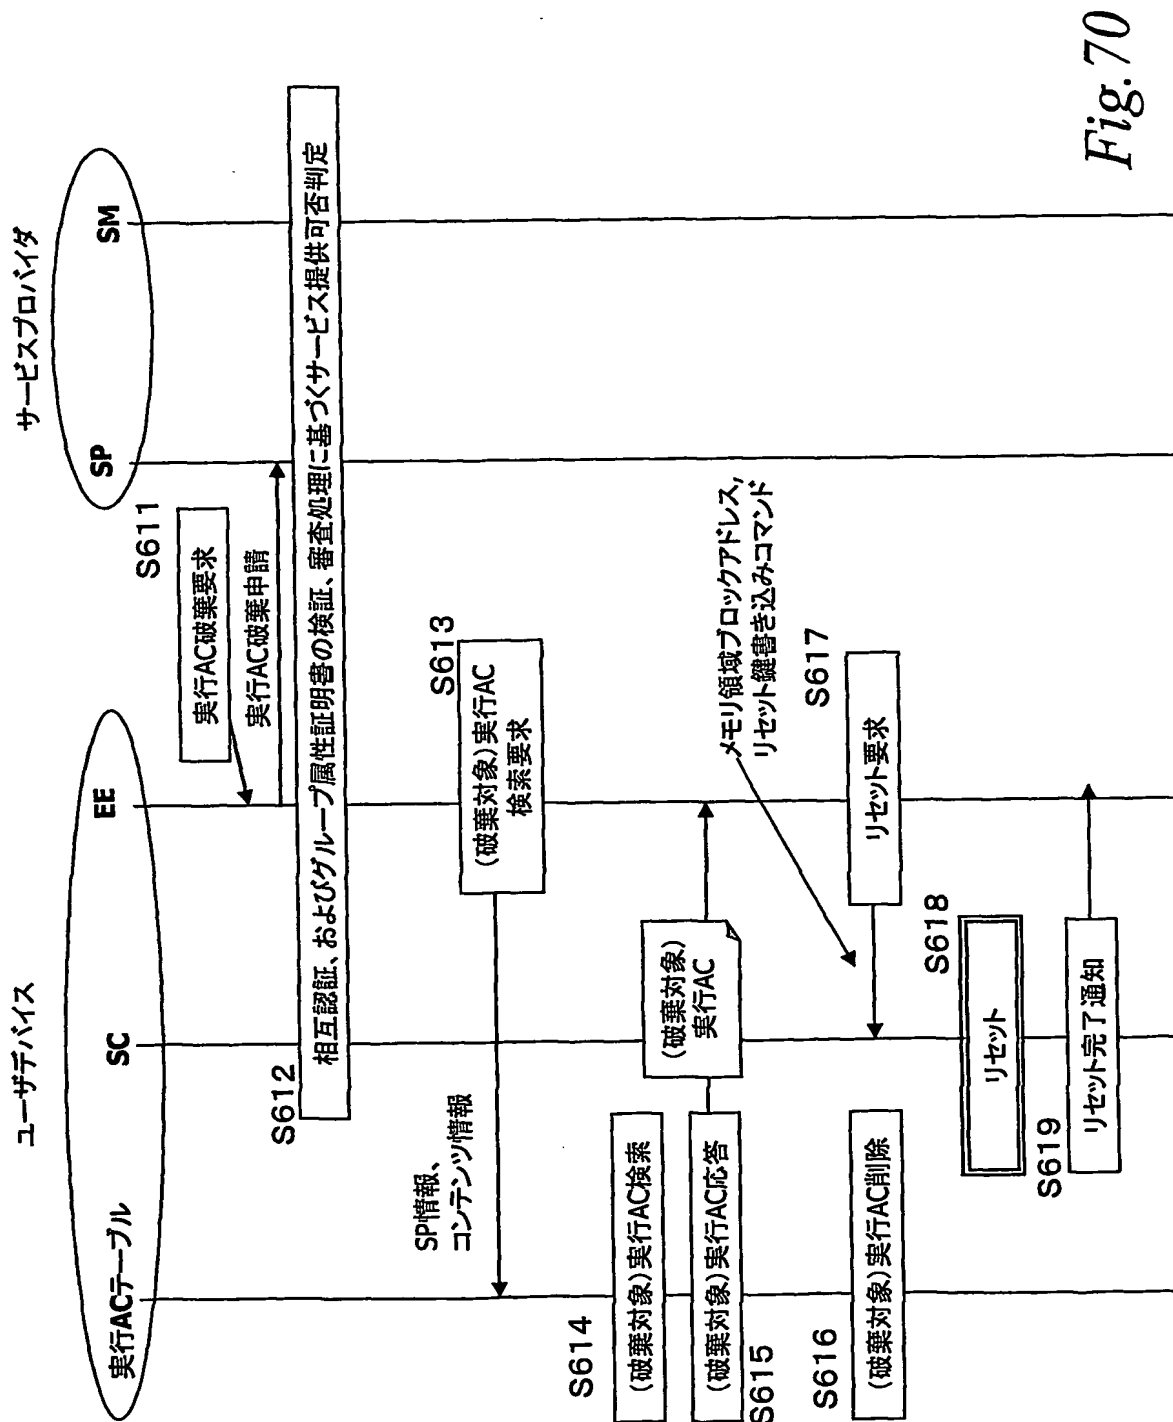 ユーザデバイス
サービスプロバイダ
実行ACテーブル
SC
EE
SP
SM
S611
実行AC破棄要求
実行AC破棄申請
S612
相互認証、およびグループ属性証明書の検証、審査処理に基づくサービス提供可否判定
S613
(破棄対象)実行AC
検索要求
SP情報、
コンテンツ情報
S614
(破棄対象)実行AC検索
(破棄対象)実行AC応答
S615
(破棄対象)
実行AC
メモリ領域ブロックアドレス,
リセット鍵書き込みコマンド
S616
(破棄対象)実行AC削除
S617
リセット要求
S618
リセット
S619
リセット完了通知
Fig.70